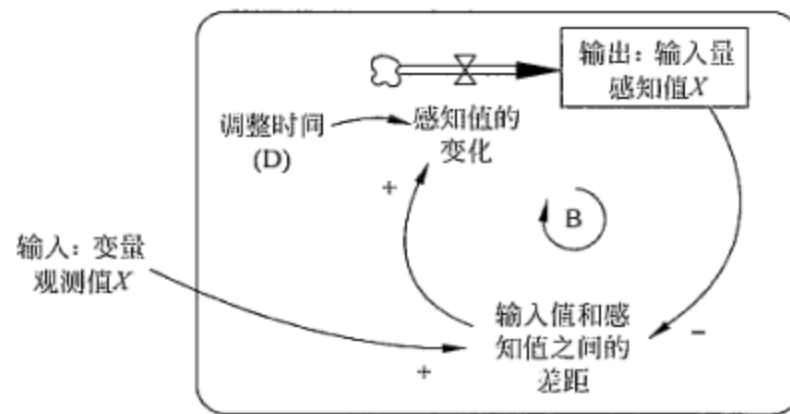 输出：输入量
感知值X
调整时间
(D)
感知值的
变化
+
B
输入：变量
观测值X
输入值和感
知值之间的
差距
−
+